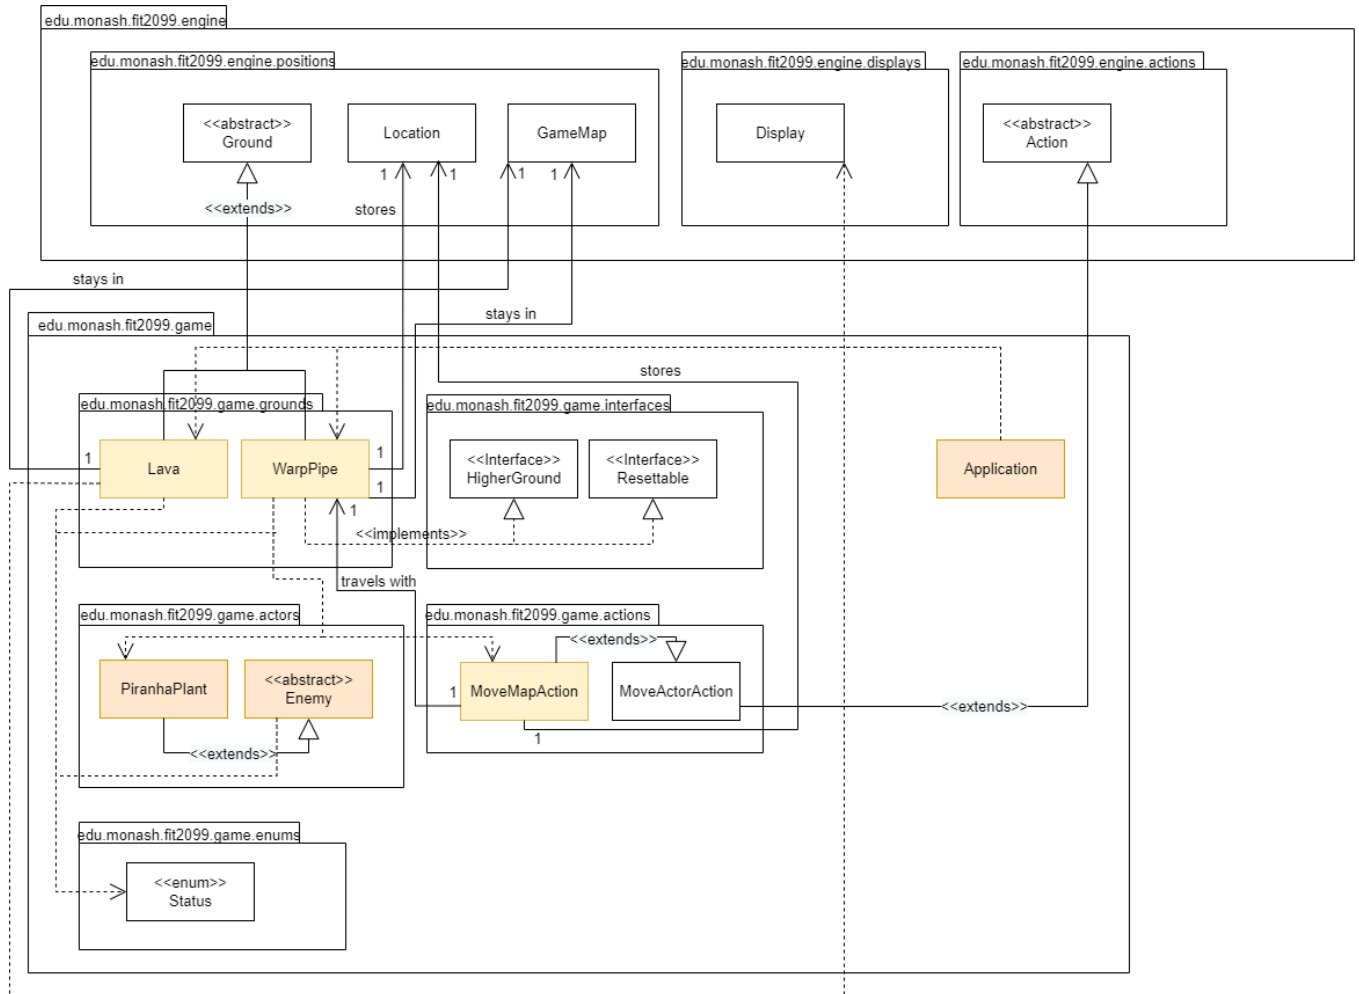 edu.monash.fit2099.engine
edu.monash.fit2099.engine.positions
edu.monash.fit2099.engine.displays
edu.monash.fit2099.engine.actions
<<abstract>>
Ground
Location
GameMap
Display
<<abstract>>
Action
1
1
1
1
<<extends>>
stores
stays in
stays in
edu.monash.fit2099.game
stores
edu.monash.fit2099.game.grounds
edu.monash.fit2099.game.interfaces
1
Lava
WarpPipe
1
1
1
<<Interface>>
HigherGround
<<Interface>>
Resettable
Application
<<implements>>
travels with
edu.monash.fit2099.game.actors
edu.monash.fit2099.game.actions
<<extends>>
PiranhaPlant
<<abstract>>
Enemy
1
MoveMapAction
MoveActorAction
<<extends>>
1
<<extends>>
edu.monash.fit2099.game.enums
<<enum>>
Status